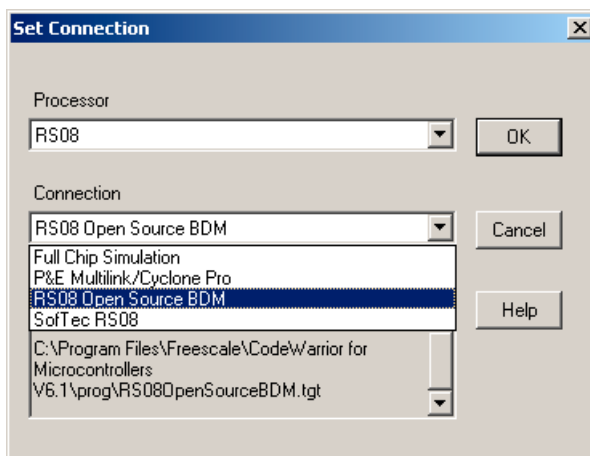 Set Connection
Processor
RS08
OK
Connection
RS08 Open Source BDM
Cancel
Full Chip Simulation
P&E Multilink/Cyclone Pro
RS08 Open Source BDM
SofTec RS08
Help
C:\Program Files\Freescale\CodeWarrior for
Microcontrollers
V6.1\prog\RS08OpenSourceBDM.tgt